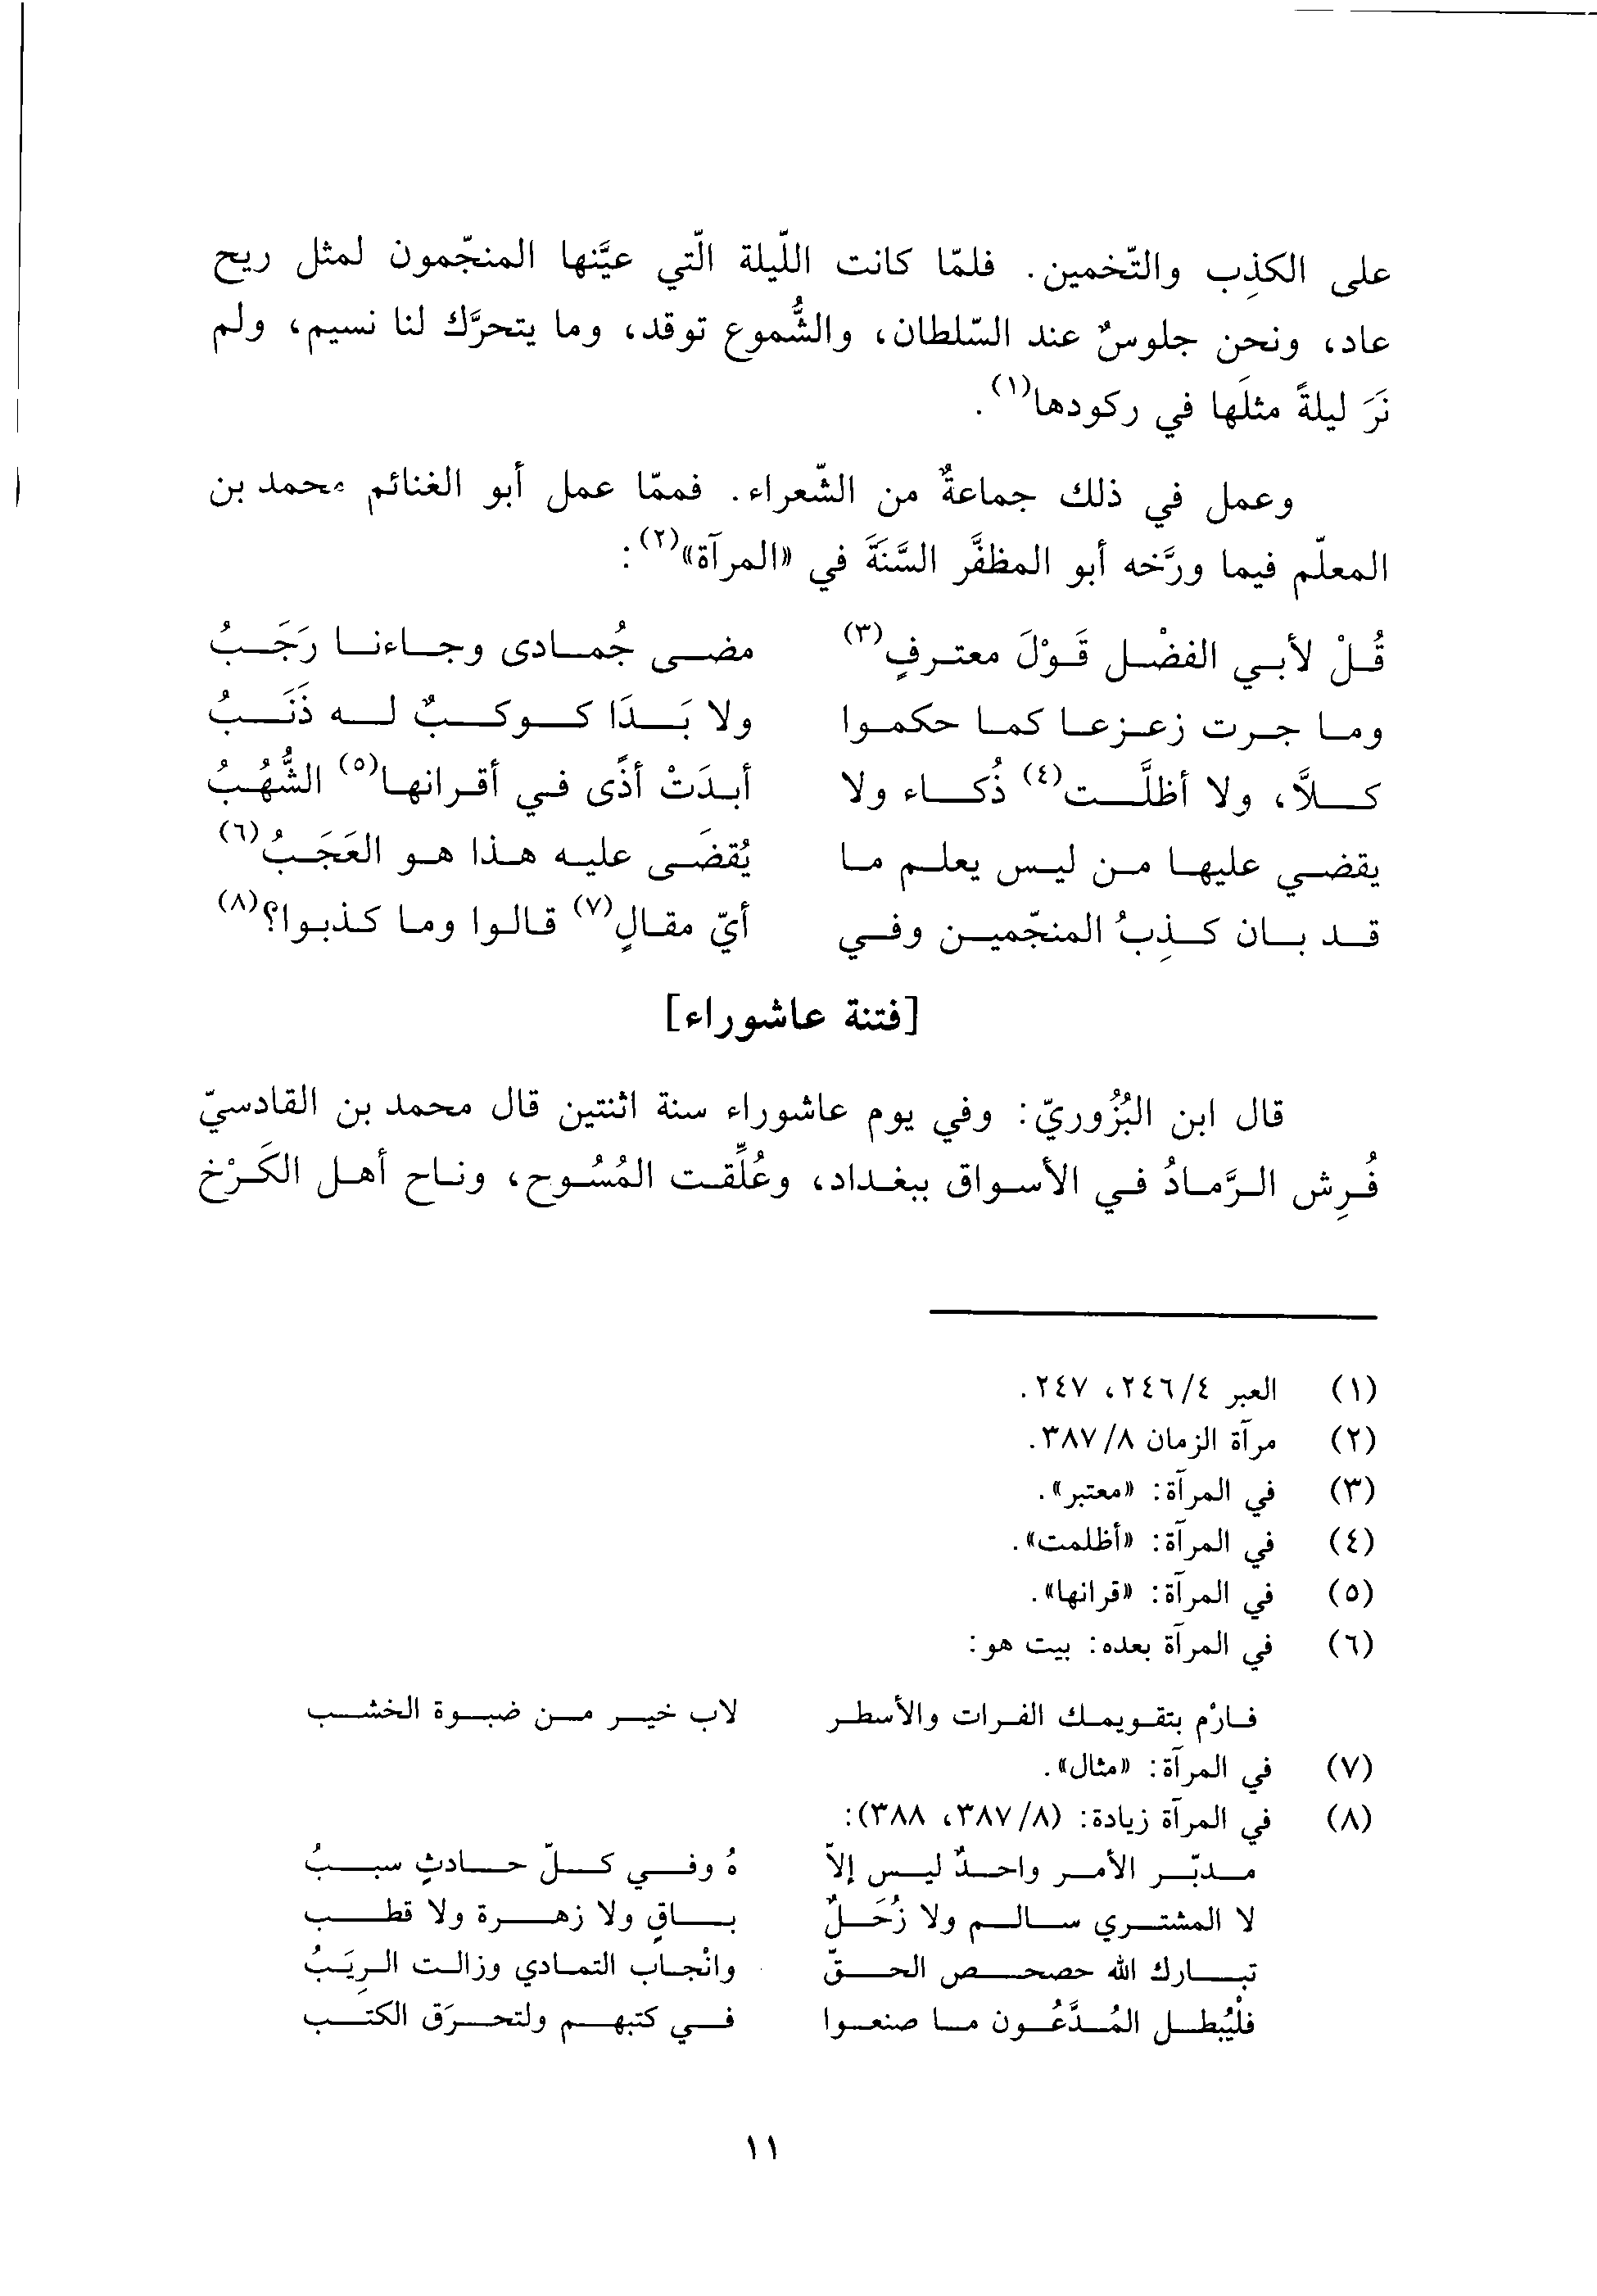 على الكذِب والتّخمين. فلمّا كانت اللّيلة الّتي عيَّنها المنجّمون لمثل ريح
عاد، ونحن جلوسٌ عند السّلطان، والشُّموع توقد، وما يتحرَّك لنا نسيم، ولم
نَرَ ليلةً مثلَها في ركودها(١).
وعمل في ذلك جماعةٌ من الشّعراء. فممّا عمل أبو الغنائم محمد بن
المعلّم فيما ورَّخه أبو المظفَّر السَّنَةَ في «المرآة»(٢):
قُلْ لأبي الفضْل قَوْلَ معترفٍ(٣) مضى جُمادى وجاءنا رَجَبُ
وما جرت زعزعا كما حكموا ولا بَدَا كوكبٌ له ذَنَبُ
كلاَّ، ولا أظلَّت(٤) ذُكاء ولا أبدَتْ أذًى في أقرانها(٥) الشُّهُبُ
يقضي عليها من ليس يعلم ما يُقضَى عليه هذا هو العَجَبُ(٦)
قد بان كذِبُ المنجّمين وفي أيّ مقالٍ(٧) قالوا وما كذبوا؟(٨)
[فتنة عاشوراء]
قال ابن البُزُوريّ: وفي يوم عاشوراء سنة اثنتين قال محمد بن القادسيّ
فُرِش الرَّمادُ في الأسواق ببغداد، وعُلِّقت المُسُوح، وناح أهل الكَرْخ
(١) العبر ٢٤٦/٤، ٢٤٧.
(٢) مرآة الزمان ٣٨٧/٨.
(٣) في المرآة: «معتبر».
(٤) في المرآة: «أظلمت».
(٥) في المرآة: «قرانها».
(٦) في المرآة بعده: بيت هو:
فارْم بتقويمك الفرات والأسطر لاب خير من ضبوة الخشب
(٧) في المرآة: «مثال».
(٨) في المرآة زيادة: (٣٨٧/٨، ٣٨٨):
مدبّر الأمر واحدٌ ليس إلاّ هُ وفي كلّ حادثٍ سببُ
لا المشتري سالم ولا زُحَلٌ باقٍ ولا زهرة ولا قطب
تبارك الله حصحص الحقّ وانْجاب التمادي وزالت الرِيَبُ
فلْيُبطل المُدَّعُون ما صنعوا في كتبهم ولتحرَق الكتب
١١